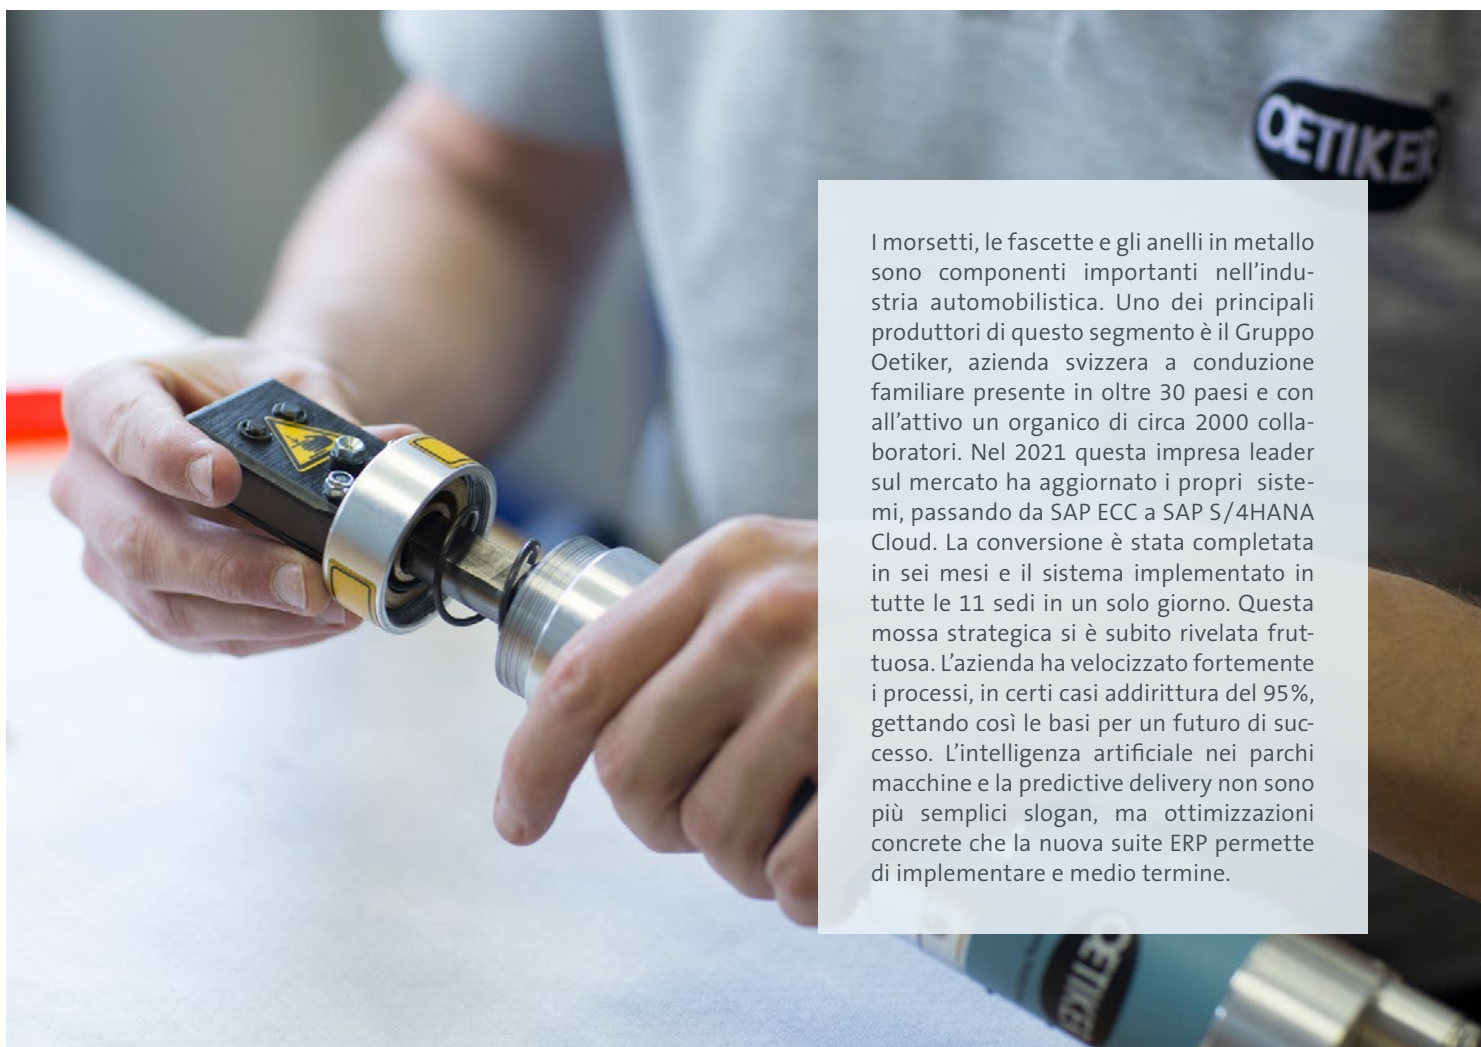 OETIKER
I morsetti, le fascette e gli anelli in metallo
sono componenti importanti nell’indu-
stria automobilistica. Uno dei principali
produttori di questo segmento è il Gruppo
Oetiker, azienda svizzera a conduzione
familiare presente in oltre 30 paesi e con
all’attivo un organico di circa 2000 colla-
boratori. Nel 2021 questa impresa leader
sul mercato ha aggiornato i propri siste-
mi, passando da SAP ECC a SAP S/4HANA
Cloud. La conversione è stata completata
in sei mesi e il sistema implementato in
tutte le 11 sedi in un solo giorno. Questa
mossa strategica si è subito rivelata frut-
tuosa. L’azienda ha velocizzato fortemente
i processi, in certi casi addirittura del 95%,
gettando così le basi per un futuro di suc-
cesso. L’intelligenza artificiale nei parchi
macchine e la predictive delivery non sono
più semplici slogan, ma ottimizzazioni
concrete che la nuova suite ERP permette
di implementare e medio termine.
OETIKER